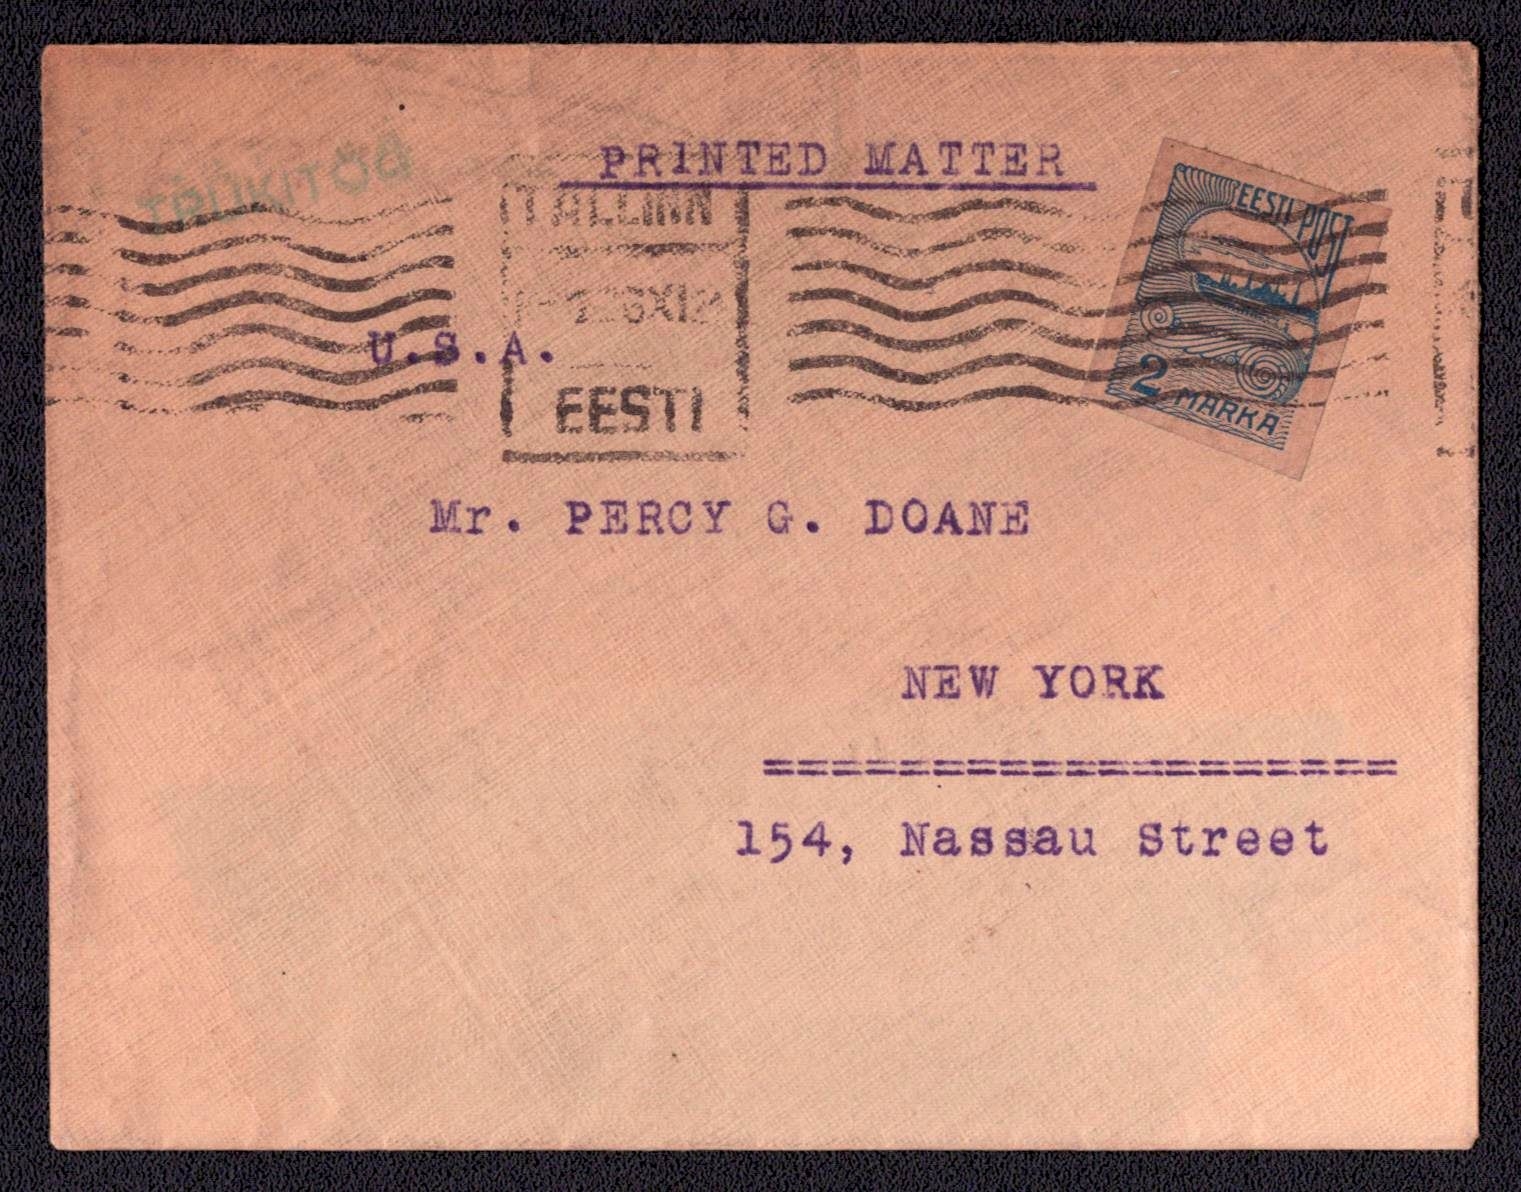 TRÜKITÖÖ
PRINTED MATTER
TALLINN
EESTI
EESTI POST
2 MARKA
U.S.A.
Mr. PERCY G. DOANE
NEW YORK
====================
154, Nassau Street